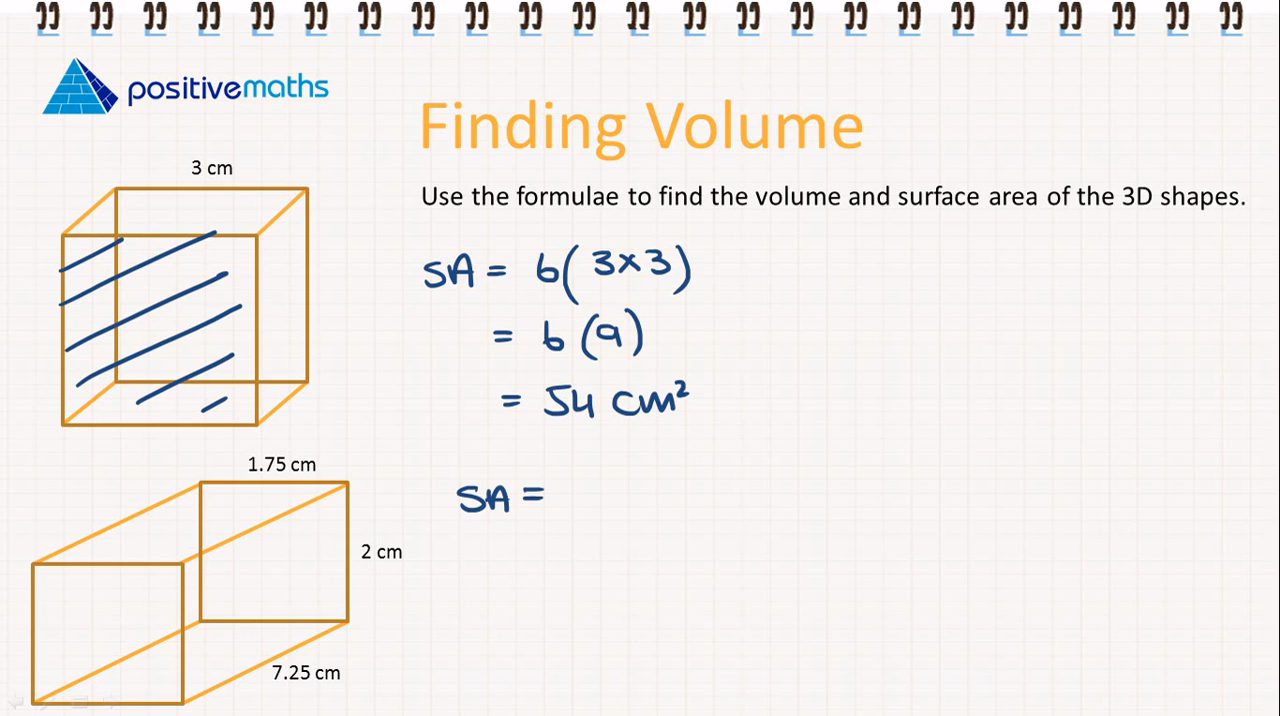 positivemaths
Finding Volume
Use the formulae to find the volume and surface area of the 3D shapes.
3 cm
SA = 6(3×3)
= 6(9)
= 54 cm²
1.75 cm
SA =
2 cm
7.25 cm